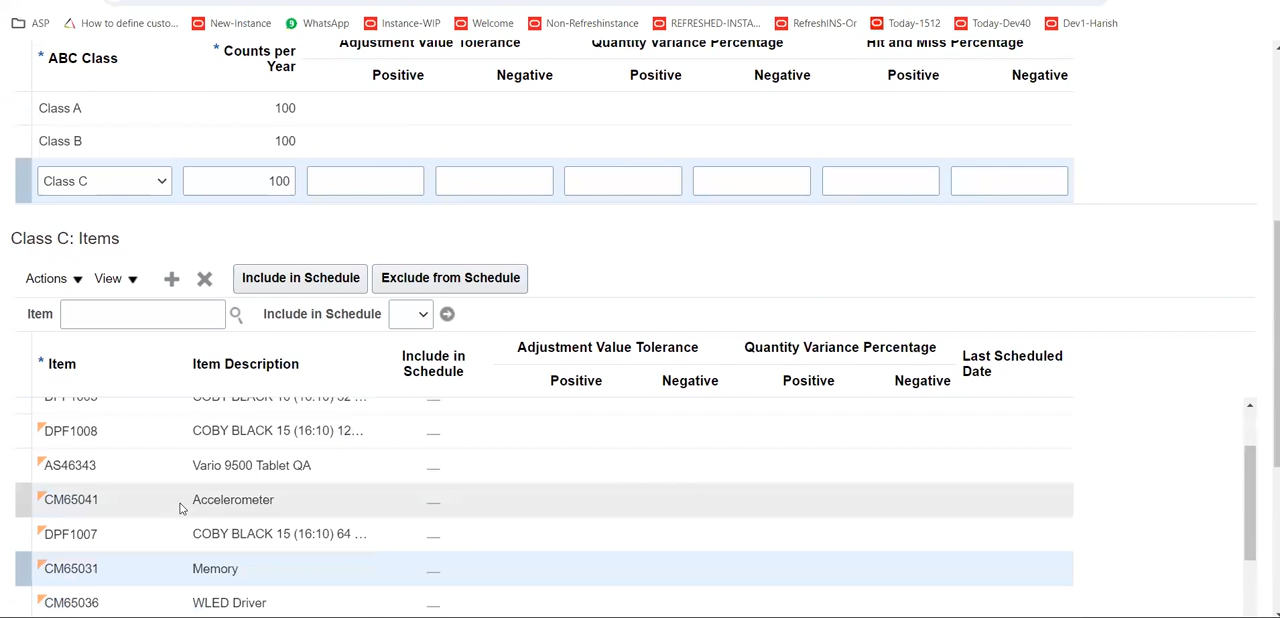 ASP How to define custo... New-Instance WhatsApp Instance-WIP Welcome Non-Refreshinstance REFRESHED-INSTA... RefreshINS-Or Today-1512 Today-Dev40 Dev1-Harish
* ABC Class * Counts per Year Adjustment Value Tolerance Quantity Variance Percentage Hit and Miss Percentage
Positive Negative Positive Negative Positive Negative
Class A 100
Class B 100
Class C 100
Class C: Items
Actions View Include in Schedule Exclude from Schedule
Item Include in Schedule
* Item Item Description Include in Schedule Adjustment Value Tolerance Quantity Variance Percentage Last Scheduled Date
Positive Negative Positive Negative
DPF1008 COBY BLACK 15 (16:10) 12...
AS46343 Vario 9500 Tablet QA
CM65041 Accelerometer
DPF1007 COBY BLACK 15 (16:10) 64 ...
CM65031 Memory
CM65036 WLED Driver